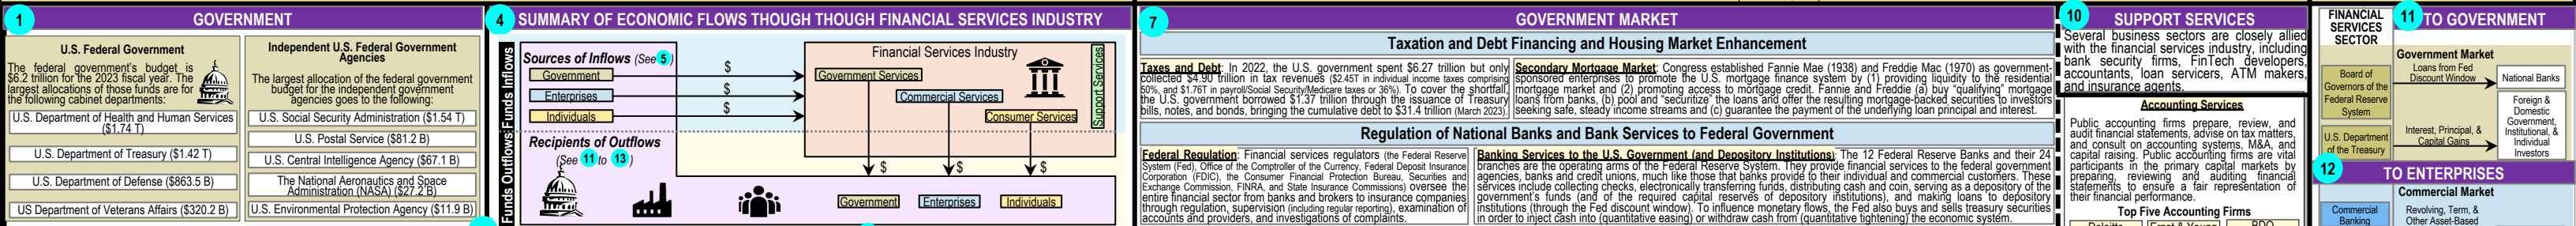 1
GOVERNMENT
U.S. Federal Government
The federal government's budget is
$6.2 trillion for the 2023 fiscal year. The
largest allocations of those funds are for
the following cabinet departments:
U.S. Department of Health and Human Services
($1.74 T)
U.S. Department of Treasury ($1.42 T)
U.S. Department of Defense ($863.5 B)
US Department of Veterans Affairs ($320.2 B)
Independent U.S. Federal Government
Agencies
The largest allocation of the federal government
budget for the independent government
agencies goes to the following:
U.S. Social Security Administration ($1.54 T)
U.S. Postal Service ($81.2 B)
U.S. Central Intelligence Agency ($67.1 B)
The National Aeronautics and Space
Administration (NASA) ($27.2 B)
U.S. Environmental Protection Agency ($11.9 B)
4
SUMMARY OF ECONOMIC FLOWS THOUGH THOUGH FINANCIAL SERVICES INDUSTRY
Funds Inflows
Funds Outflows
Sources of Inflows (See 5)
Government
Enterprises
Individuals
$
$
$
Financial Services Industry
Government Services
Commercial Services
Consumer Services
Support Services
Recipients of Outflows
(See 11 to 13)
$
$
$
Government
Enterprises
Individuals
7
GOVERNMENT MARKET
Taxation and Debt Financing and Housing Market Enhancement
Taxes and Debt: In 2022, the U.S. government spent $6.27 trillion but only
collected $4.90 trillion in tax revenues ($2.45T in individual income taxes comprising
50%, and $1.76T in payroll/Social Security/Medicare taxes or 36%). To cover the shortfall,
the U.S. government borrowed $1.37 trillion through the issuance of Treasury
bills, notes, and bonds, bringing the cumulative debt to $31.4 trillion (March 2023).
Secondary Mortgage Market: Congress established Fannie Mae (1938) and Freddie Mac (1970) as government-
sponsored enterprises to promote the U.S. mortgage finance system by (1) providing liquidity to the residential
mortgage market and (2) promoting access to mortgage credit. Fannie and Freddie (a) buy "qualifying" mortgage
loans from banks, (b) pool and "securitize" the loans and offer the resulting mortgage-backed securities to investors
seeking safe, steady income streams and (c) guarantee the payment of the underlying loan principal and interest.
Regulation of National Banks and Bank Services to Federal Government
Federal Regulation: Financial services regulators (the Federal Reserve
System (Fed), Office of the Comptroller of the Currency, Federal Deposit Insurance
Corporation (FDIC), the Consumer Financial Protection Bureau, Securities and
Exchange Commission, FINRA, and State Insurance Commissions) oversee the
entire financial sector from banks and brokers to insurance companies
through regulation, supervision (including regular reporting), examination of
accounts and providers, and investigations of complaints.
Banking Services to the U.S. Government (and Depository Institutions): The 12 Federal Reserve Banks and their 24
branches are the operating arms of the Federal Reserve System. They provide financial services to the federal government
agencies, banks and credit unions, much like those that banks provide to their individual and commercial customers. These
services include collecting checks, electronically transferring funds, distributing cash and coin, serving as a depository of the
government's funds (and of the required capital reserves of depository institutions), and making loans to depository
institutions (through the Fed discount window). To influence monetary flows, the Fed also buys and sells treasury securities
in order to inject cash into (quantitative easing) or withdraw cash from (quantitative tightening) the economic system.
10
SUPPORT SERVICES
Several business sectors are closely allied
with the financial services industry, including
bank security firms, FinTech developers,
accountants, loan services, ATM makers,
and insurance agents.
Accounting Services
Public accounting firms prepare, review, and
audit financial statements, advise on tax matters,
and consult on accounting systems, M&A, and
capital raising. Public accounting firms are vital
participants in the primary capital markets by
preparing, reviewing and auditing financial
statements to ensure a fair representation of
their financial performance.
Top Five Accounting Firms
Deloitte
Ernst & Young
BDO
FINANCIAL
SERVICES
SECTOR
11
TO GOVERNMENT
Government Market
Board of
Governors of the
Federal Reserve
System
Loans from Fed
Discount Window
National Banks
U.S. Department
of the Treasury
Interest, Principal, &
Capital Gains
Foreign &
Domestic
Government,
Institutional, &
Individual
Investors
12
TO ENTERPRISES
Commercial Market
Commercial
Banking
Revolving, Term, &
Other Asset-Based